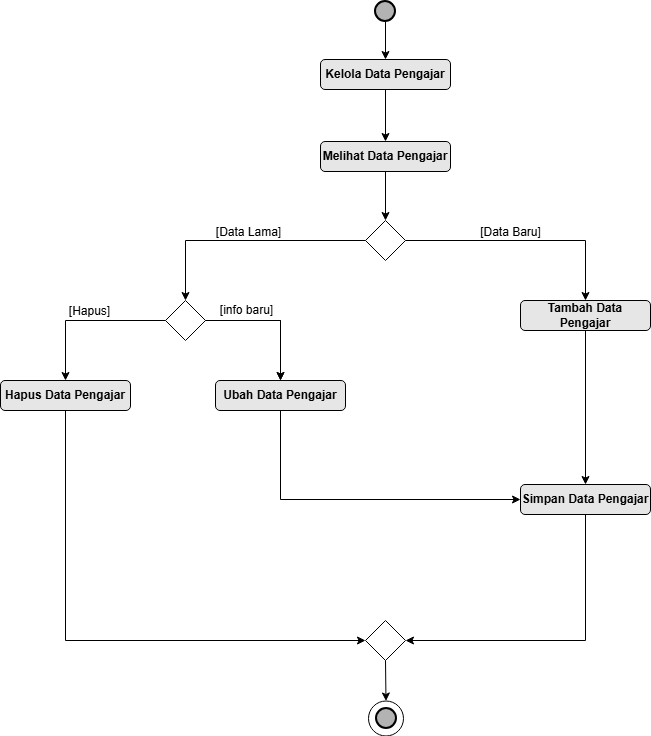 Kelola Data Pengajar
Melihat Data Pengajar
[Data Lama]
[Data Baru]
[Hapus]
[info baru]
Tambah Data
Pengajar
Hapus Data Pengajar
Ubah Data Pengajar
Simpan Data Pengajar